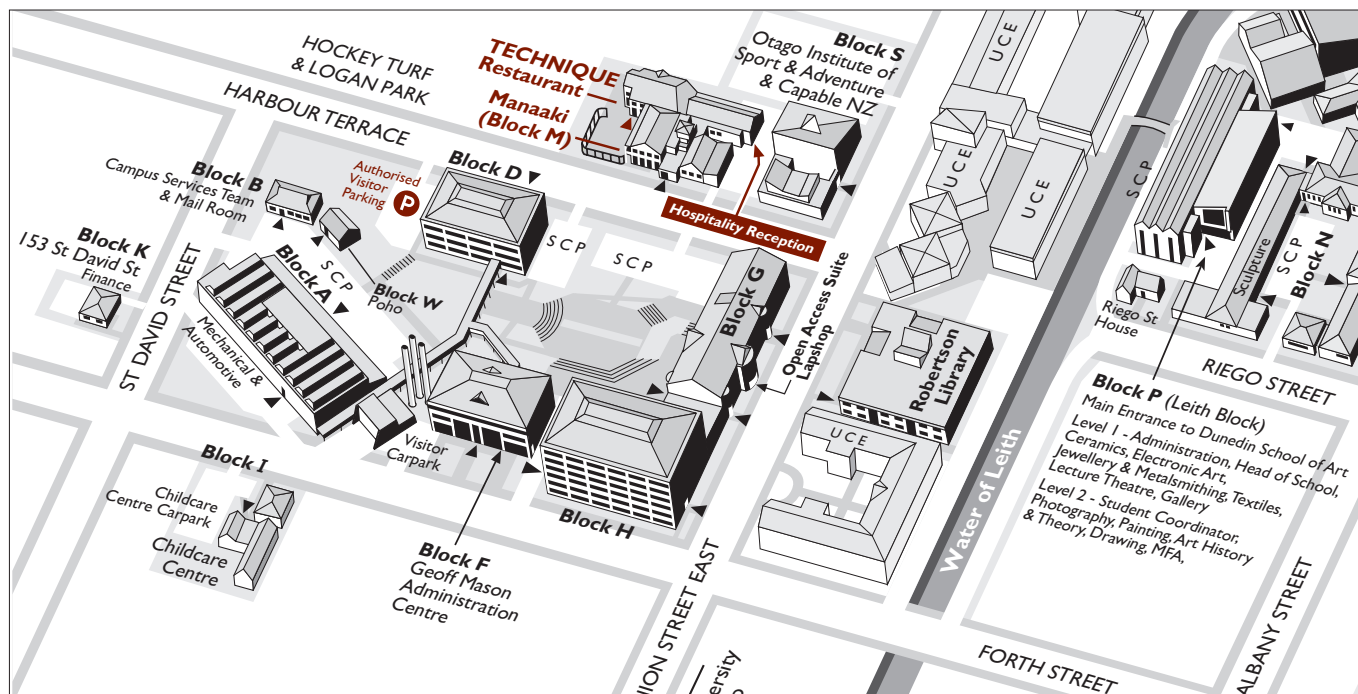 HOCKEY TURF
& LOGAN PARK
HARBOUR TERRACE
TECHNIQUE
Restaurant
Manaaki
(Block M)
Block S
Otago Institute of
Sport & Adventure
& Capable NZ
UCE
UCE
UCE
UCE
Block B
Campus Services Team
& Mail Room
Authorised
Visitor
Parking
P
Block D
Hospitality Reception
SCP
SCP
SCP
SCP
SCP
Block K
153 St David St
Finance
ST DAVID STREET
Block A
Mechanical &
Automotive
Block W
Poho
Block G
Open Access Suite
Lapshop
Robertson
Library
UCE
Visitor
Carpark
Block I
Childcare
Centre Carpark
Childcare
Centre
Block F
Geoff Mason
Administration
Centre
Block H
Water of Leith
Sculpture
Block N
Riego St
House
RIEGO STREET
Block P (Leith Block)
Main Entrance to Dunedin School of Art
Level 1 - Administration, Head of School,
Ceramics, Electronic Art,
Jewellery & Metalsmithing, Textiles,
Lecture Theatre, Gallery
Level 2 - Student Coordinator,
Photography, Painting, Art History
& Theory, Drawing, MFA,
NION STREET EAST
ersity
FORTH STREET
ALBANY STREET